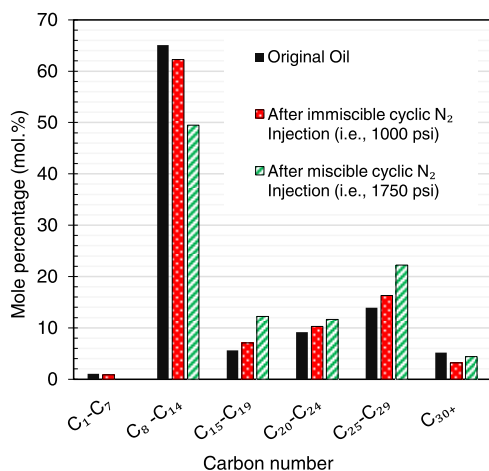 Mole percentage (mol.%)
70
60
50
40
30
20
10
0
Original Oil
After immiscible cyclic N₂
Injection (i.e., 1000 psi)
After miscible cyclic N₂
Injection (i.e., 1750 psi)
C₁-C₇
C₈-C₁₄
C₁₅-C₁₉
C₂₀-C₂₄
C₂₅-C₂₉
C₃₀₊
Carbon number